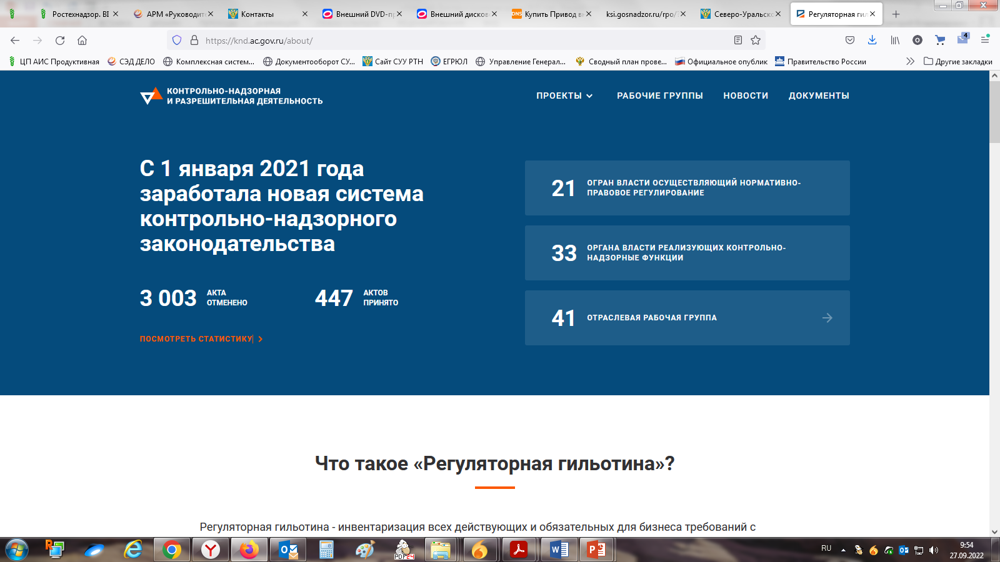 Ростехнадзор. BI
АРМ «Руководит
Контакты
Внешний DVD-п
Внешний дисков
Купить Привод вн
ksi.gosnadzor.ru/rpo/
Северо-Уральск
Регуляторная гил
https://knd.ac.gov.ru/about/
4
ЦП АИС Продуктивная
СЭД ДЕЛО
Комплексная систем...
Документооборот СУ...
Сайт СУУ РТН
ЕГРЮЛ
Управление Генерал...
Сводный план прове...
Официальное опублик
Правительство России
Другие закладки
КОНТРОЛЬНО-НАДЗОРНАЯ
И РАЗРЕШИТЕЛЬНАЯ ДЕЯТЕЛЬНОСТЬ
ПРОЕКТЫ
РАБОЧИЕ ГРУППЫ
НОВОСТИ
ДОКУМЕНТЫ
С 1 января 2021 года
заработала новая система
контрольно-надзорного
законодательства
3 003
АКТА
ОТМЕНЕНО
447
АКТОВ
ПРИНЯТО
ПОСМОТРЕТЬ СТАТИСТИКУ
21
ОГРАН ВЛАСТИ ОСУЩЕСТВЛЯЮЩИЙ НОРМАТИВНО-
ПРАВОВОЕ РЕГУЛИРОВАНИЕ
33
ОРГАНА ВЛАСТИ РЕАЛИЗУЮЩИХ КОНТРОЛЬНО-
НАДЗОРНЫЕ ФУНКЦИИ
41
ОТРАСЛЕВАЯ РАБОЧАЯ ГРУППА
Что такое «Регуляторная гильотина»?
Регуляторная гильотина - инвентаризация всех действующих и обязательных для бизнеса требований с
PDF24
RU
9:54
27.09.2022